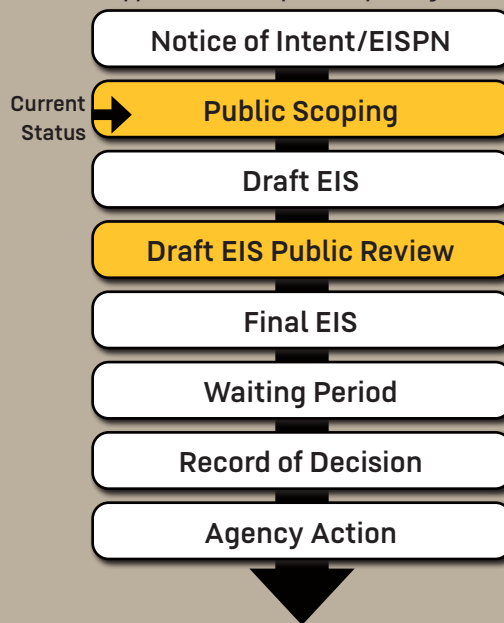 Notice of Intent/EISPN
Current
Status
Public Scoping
Draft EIS
Draft EIS Public Review
Final EIS
Waiting Period
Record of Decision
Agency Action